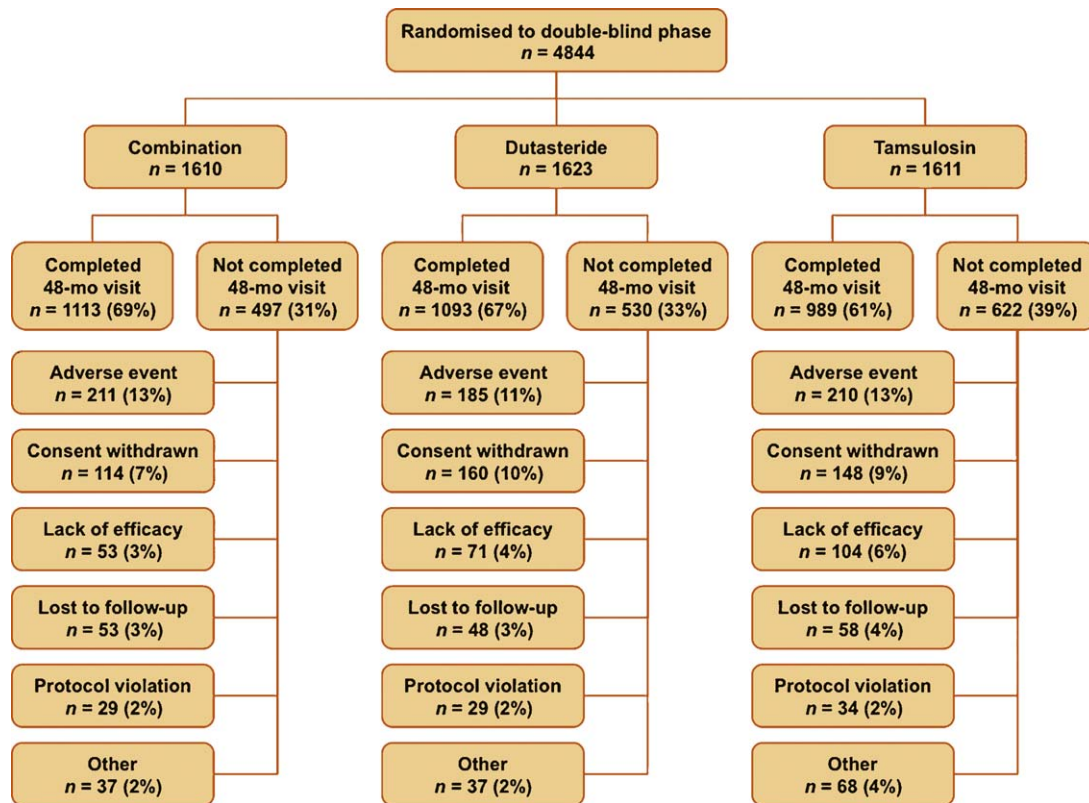 Randomised to double-blind phase
n = 4844
Combination
n = 1610
Dutasteride
n = 1623
Tamsulosin
n = 1611
Completed
48-mo visit
n = 1113 (69%)
Not completed
48-mo visit
n = 497 (31%)
Completed
48-mo visit
n = 1093 (67%)
Not completed
48-mo visit
n = 530 (33%)
Completed
48-mo visit
n = 989 (61%)
Not completed
48-mo visit
n = 622 (39%)
Adverse event
n = 211 (13%)
Adverse event
n = 185 (11%)
Adverse event
n = 210 (13%)
Consent withdrawn
n = 114 (7%)
Consent withdrawn
n = 160 (10%)
Consent withdrawn
n = 148 (9%)
Lack of efficacy
n = 53 (3%)
Lack of efficacy
n = 71 (4%)
Lack of efficacy
n = 104 (6%)
Lost to follow-up
n = 53 (3%)
Lost to follow-up
n = 48 (3%)
Lost to follow-up
n = 58 (4%)
Protocol violation
n = 29 (2%)
Protocol violation
n = 29 (2%)
Protocol violation
n = 34 (2%)
Other
n = 37 (2%)
Other
n = 37 (2%)
Other
n = 68 (4%)